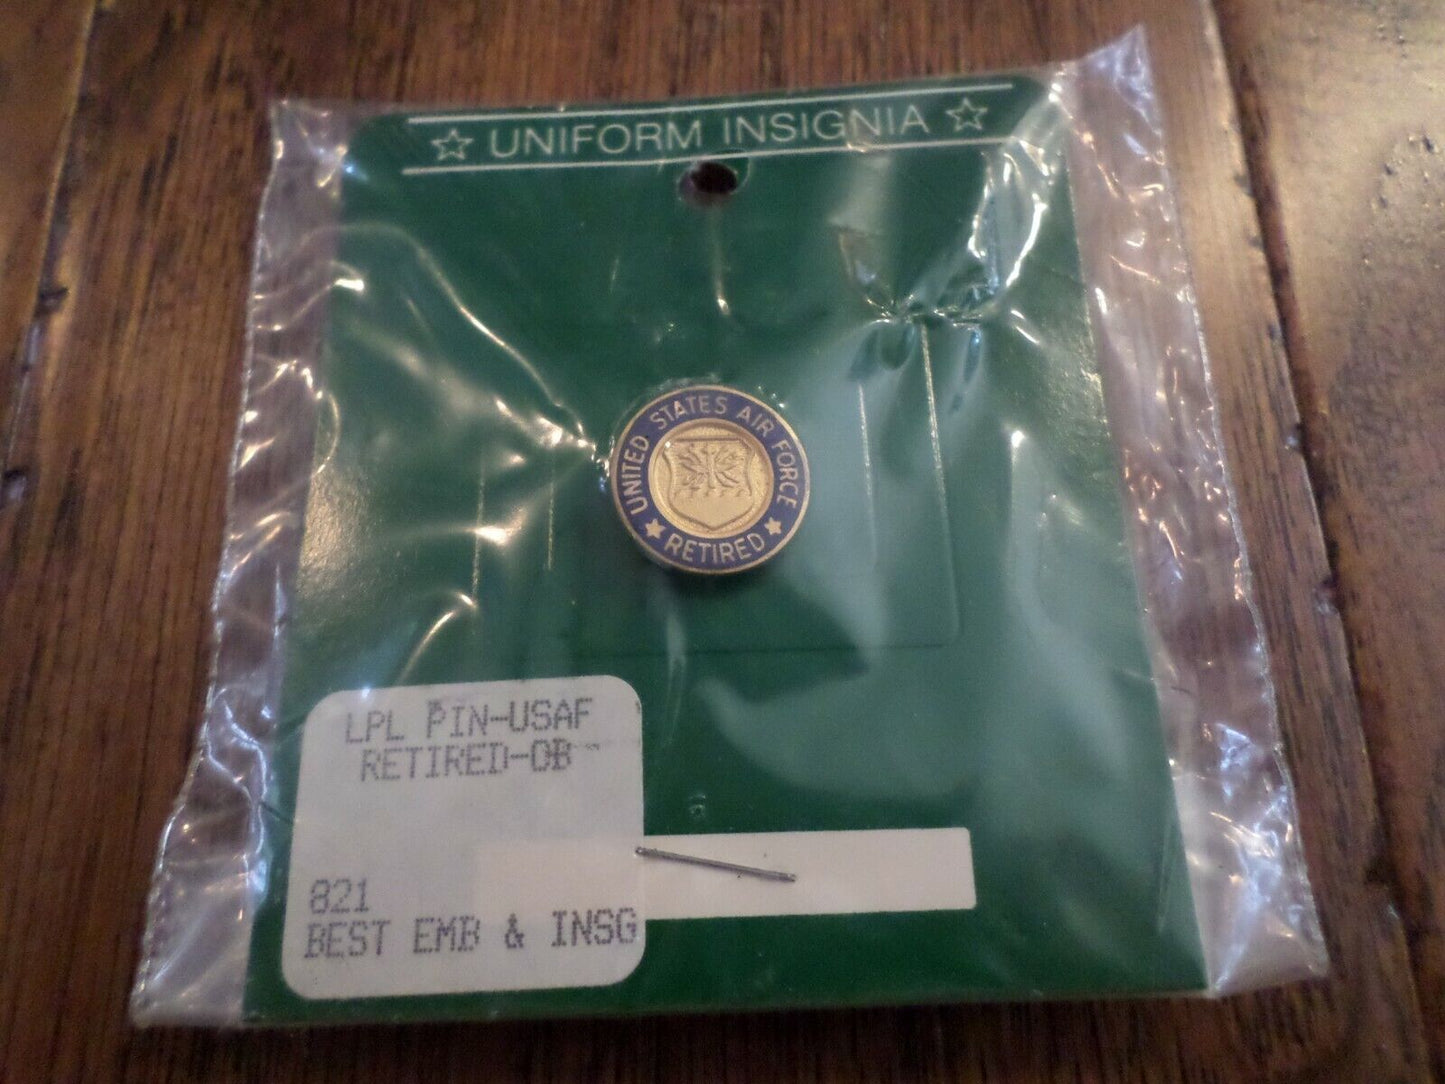 UNIFORM INSIGNIA
UNITED STATES AIR FORCE
RETIRED
LPL PIN-USAF
RETIRED-OB
821
BEST EMB & INSG